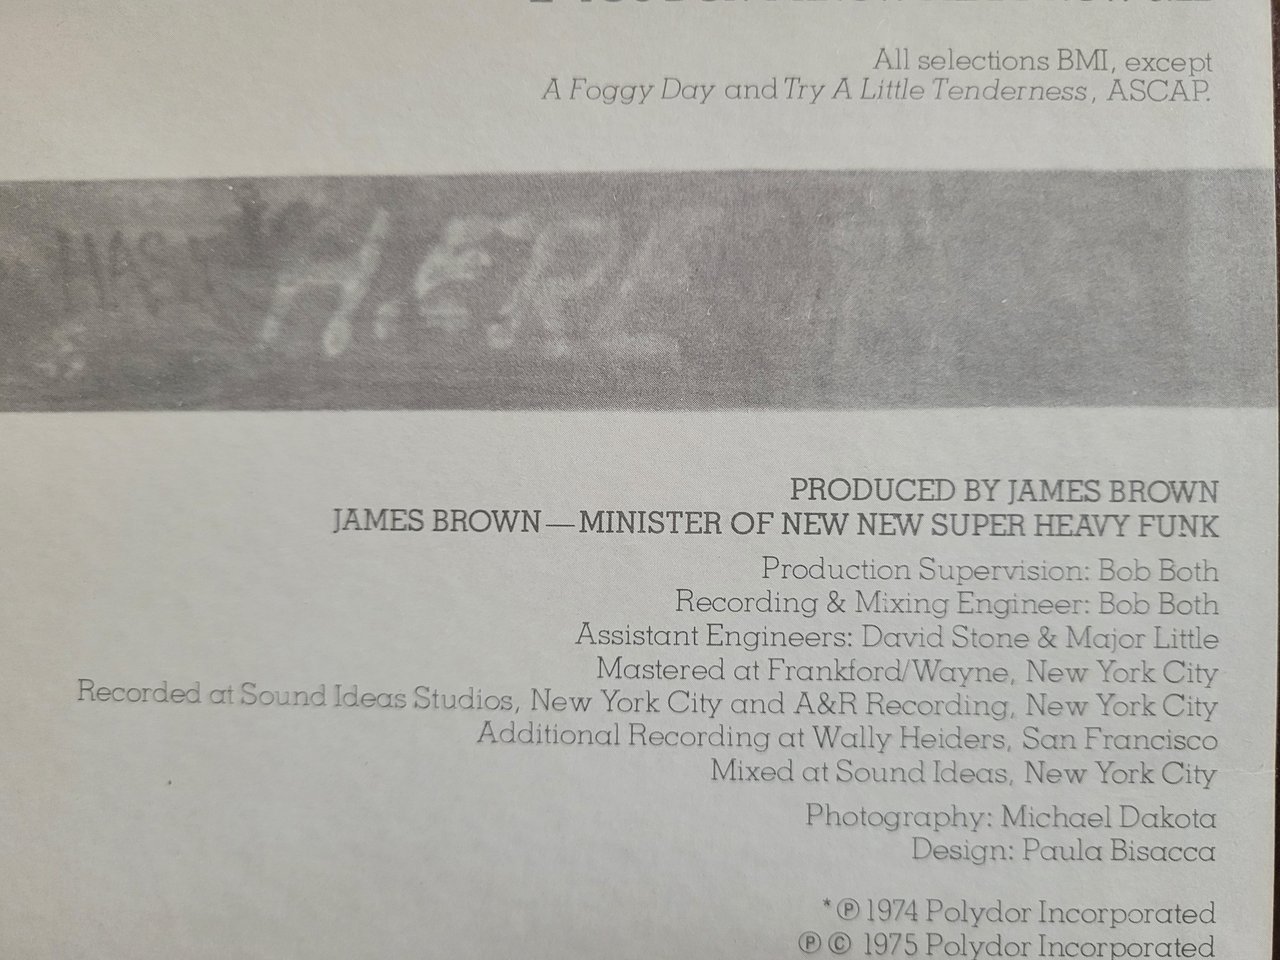 All selections BMI, except
A Foggy Day and Try A Little Tenderness, ASCAP.
HAS
H.ER
PRODUCED BY JAMES BROWN
JAMES BROWN—MINISTER OF NEW NEW SUPER HEAVY FUNK
Production Supervision: Bob Both
Recording & Mixing Engineer: Bob Both
Assistant Engineers: David Stone & Major Little
Mastered at Frankford/Wayne, New York City
Recorded at Sound Ideas Studios, New York City and A&R Recording, New York City
Additional Recording at Wally Heiders, San Francisco
Mixed at Sound Ideas, New York City
Photography: Michael Dakota
Design: Paula Bisacca
*℗ 1974 Polydor Incorporated
℗ © 1975 Polydor Incorporated